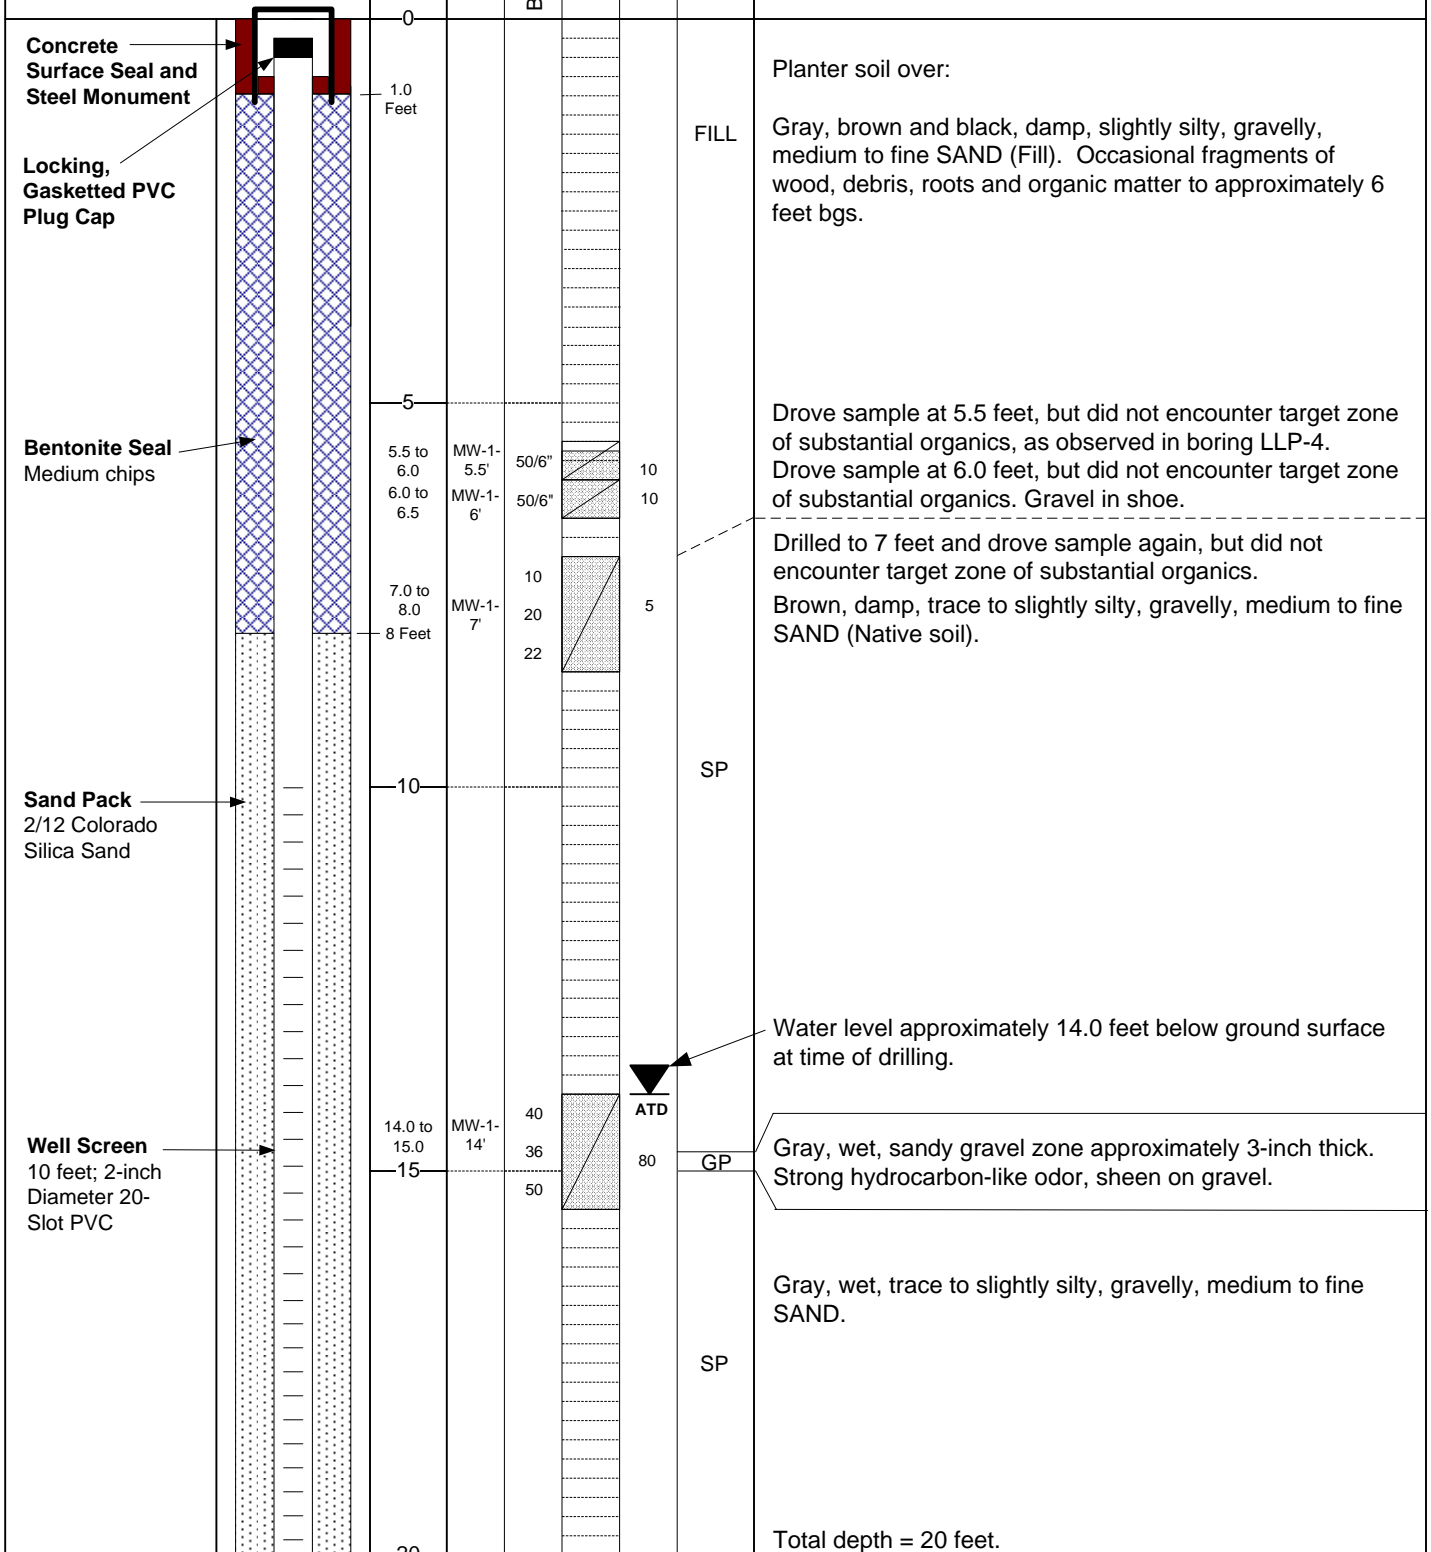 B
0
Concrete
Surface Seal and
Steel Monument
Locking,
Gasketted PVC
Plug Cap
1.0
Feet
FILL
Planter soil over:
Gray, brown and black, damp, slightly silty, gravelly,
medium to fine SAND (Fill).  Occasional fragments of
wood, debris, roots and organic matter to approximately 6
feet bgs.
5
Bentonite Seal
Medium chips
5.5 to
6.0
MW-1-
5.5'
50/6"
10
6.0 to
6.5
MW-1-
6'
50/6"
10
Drove sample at 5.5 feet, but did not encounter target zone
of substantial organics, as observed in boring LLP-4.
Drove sample at 6.0 feet, but did not encounter target zone
of substantial organics. Gravel in shoe.
7.0 to
8.0
MW-1-
7'
10
20
22
5
8 Feet
Drilled to 7 feet and drove sample again, but did not
encounter target zone of substantial organics.
Brown, damp, trace to slightly silty, gravelly, medium to fine
SAND (Native soil).
SP
10
Sand Pack
2/12 Colorado
Silica Sand
Water level approximately 14.0 feet below ground surface
at time of drilling.
ATD
Well Screen
10 feet; 2-inch
Diameter 20-
Slot PVC
14.0 to
15.0
15
MW-1-
14'
40
36
50
80
GP
Gray, wet, sandy gravel zone approximately 3-inch thick.
Strong hydrocarbon-like odor, sheen on gravel.
Gray, wet, trace to slightly silty, gravelly, medium to fine
SAND.
SP
20
Total depth = 20 feet.